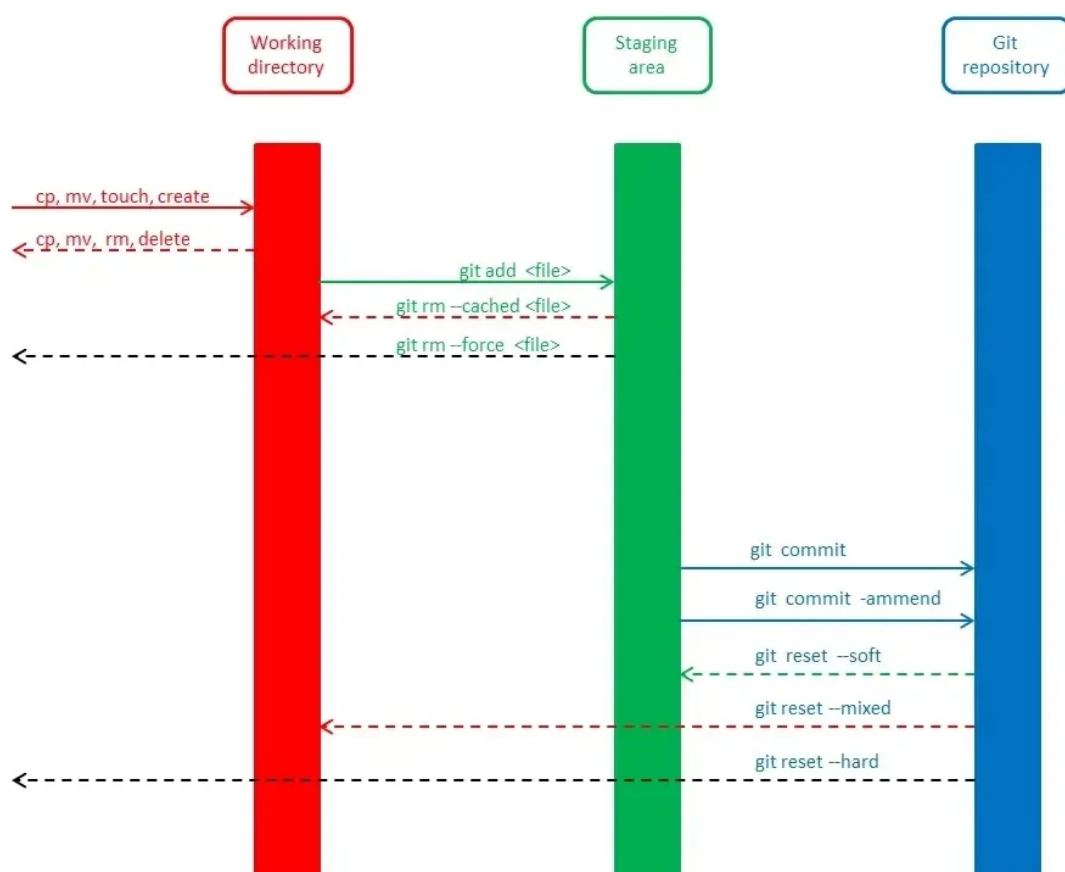 Working
directory
Staging
area
Git
repository
cp, mv, touch, create
cp, mv, rm, delete
git add <file>
git rm --cached <file>
git rm --force <file>
git commit
git commit -ammend
git reset --soft
git reset --mixed
git reset --hard